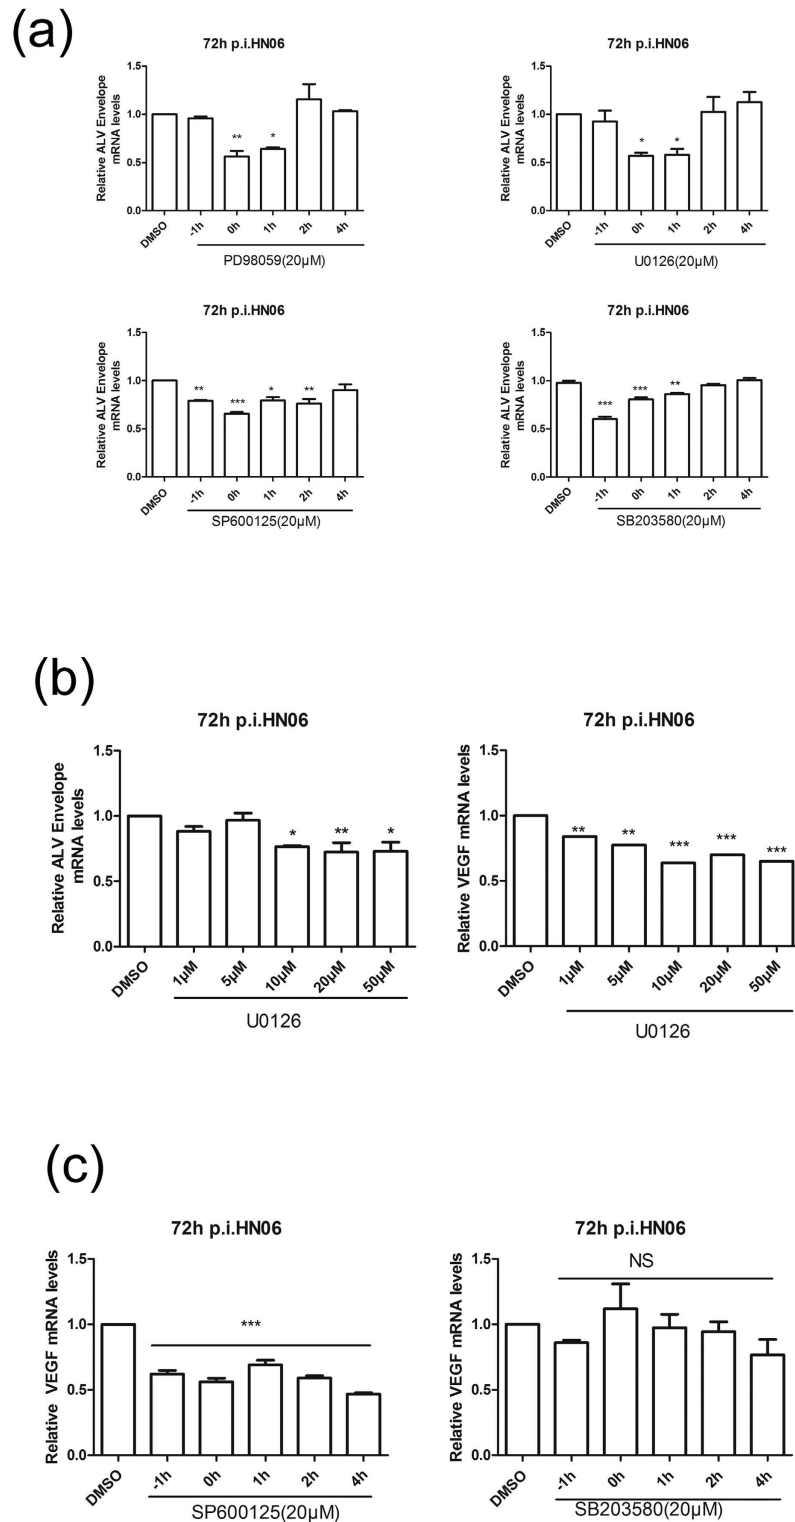 (a)
72h p.i.HN06
Relative ALV Envelope
mRNA levels
1.5
1.0
0.5
0.0
**
*
DMSO
-1h
0h
1h
2h
4h
PD98059(20µM)
72h p.i.HN06
Relative ALV Envelope
mRNA levels
1.5
1.0
0.5
0.0
*
*
DMSO
-1h
0h
1h
2h
4h
U0126(20µM)
72h p.i.HN06
Relative ALV Envelope
mRNA levels
1.5
1.0
0.5
0.0
**
***
*
**
DMSO
-1h
0h
1h
2h
4h
SP600125(20µM)
72h p.i.HN06
Relative ALV Envelope
mRNA levels
1.5
1.0
0.5
0.0
***
***
**
DMSO
-1h
0h
1h
2h
4h
SB203580(20µM)
(b)
72h p.i.HN06
Relative ALV Envelope
mRNA levels
1.5
1.0
0.5
0.0
*
**
*
DMSO
1µM
5µM
10µM
20µM
50µM
U0126
72h p.i.HN06
Relative VEGF mRNA levels
1.5
1.0
0.5
0.0
**
**
***
***
***
DMSO
1µM
5µM
10µM
20µM
50µM
U0126
(c)
72h p.i.HN06
Relative VEGF mRNA levels
1.5
1.0
0.5
0.0
***
DMSO
-1h
0h
1h
2h
4h
SP600125(20µM)
72h p.i.HN06
Relative VEGF mRNA levels
1.5
1.0
0.5
0.0
NS
DMSO
-1h
0h
1h
2h
4h
SB203580(20µM)